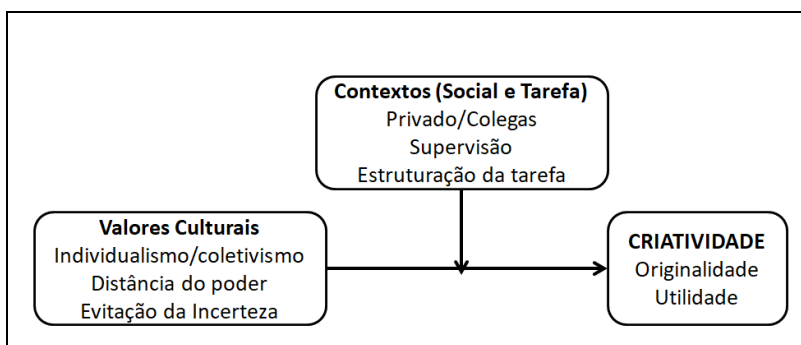 Contextos (Social e Tarefa)
Privado/Colegas
Supervisão
Estruturação da tarefa
Valores Culturais
Individualismo/coletivismo
Distância do poder
Evitação da Incerteza
CRIATIVIDADE
Originalidade
Utilidade